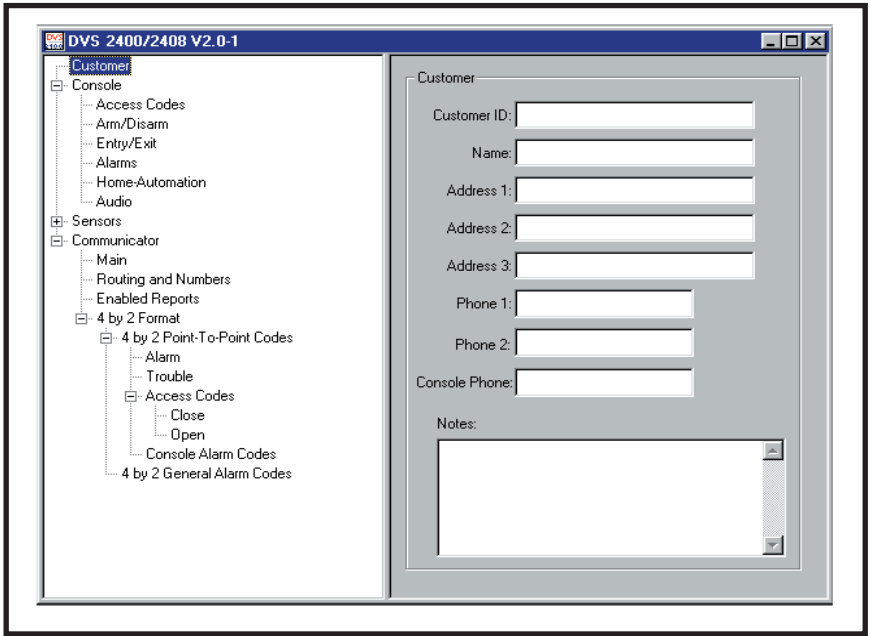 DVS 2400/2408 V2.0-1
Customer
Console
Access Codes
Arm/Disarm
Entry/Exit
Alarms
Home-Automation
Audio
Sensors
Communicator
Main
Routing and Numbers
Enabled Reports
4 by 2 Format
4 by 2 Point-To-Point Codes
Alarm
Trouble
Access Codes
Close
Open
Console Alarm Codes
4 by 2 General Alarm Codes
Customer
Customer ID:
Name:
Address 1:
Address 2:
Address 3:
Phone 1:
Phone 2:
Console Phone:
Notes: